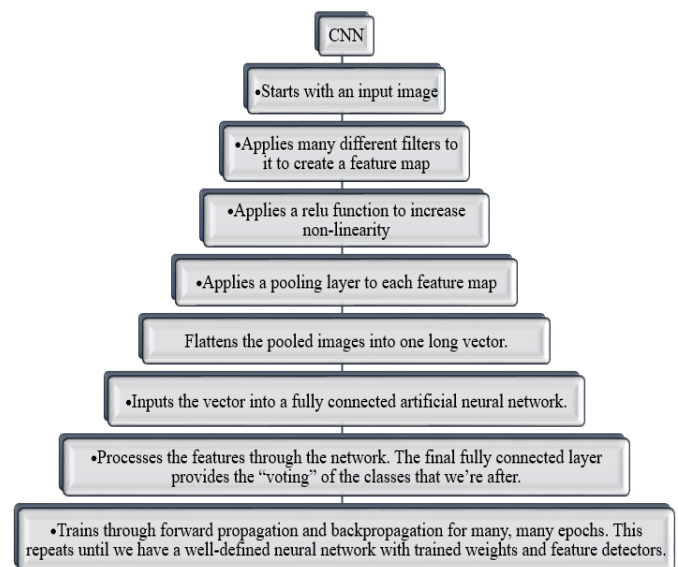 CNN
•Starts with an input image
•Applies many different filters to
it to create a feature map
•Applies a relu function to increase
non-linearity
•Applies a pooling layer to each feature map
Flattens the pooled images into one long vector.
•Inputs the vector into a fully connected artificial neural network.
•Processes the features through the network. The final fully connected layer
provides the “voting” of the classes that we’re after.
•Trains through forward propagation and backpropagation for many, many epochs. This
repeats until we have a well-defined neural network with trained weights and feature detectors.